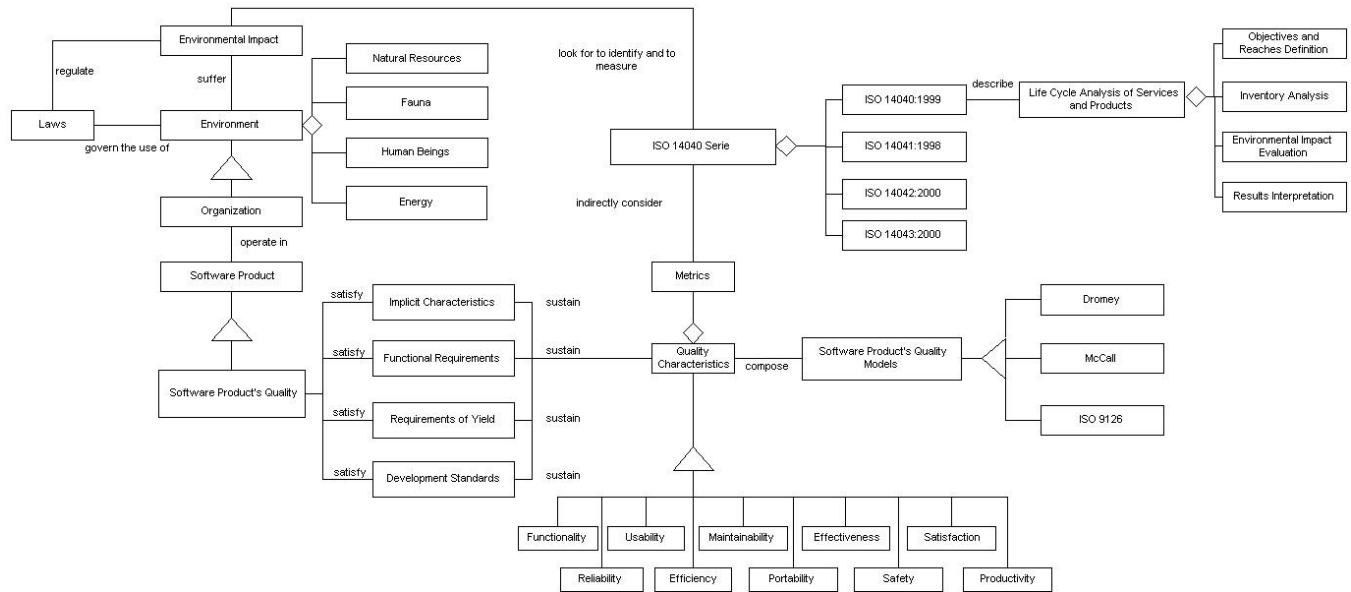 Environmental Impact
regulate
suffer
Laws
govern the use of
Environment
Natural Resources
Fauna
Human Beings
Energy
Organization
operate in
Software Product
Software Product's Quality
satisfy
satisfy
satisfy
satisfy
Implicit Characteristics
Functional Requirements
Requirements of Yield
Development Standards
sustain
sustain
sustain
sustain
look for to identify and to
measure
ISO 14040 Serie
indirectly consider
Metrics
Quality
Characteristics
compose
Software Product's Quality
Models
Dromey
McCall
ISO 9126
ISO 14040:1999
ISO 14041:1998
ISO 14042:2000
ISO 14043:2000
describe
Life Cycle Analysis of Services
and Products
Objectives and
Reaches Definition
Inventory Analysis
Environmental Impact
Evaluation
Results Interpretation
Functionality
Usability
Maintainability
Effectiveness
Satisfaction
Reliability
Efficiency
Portability
Safety
Productivity